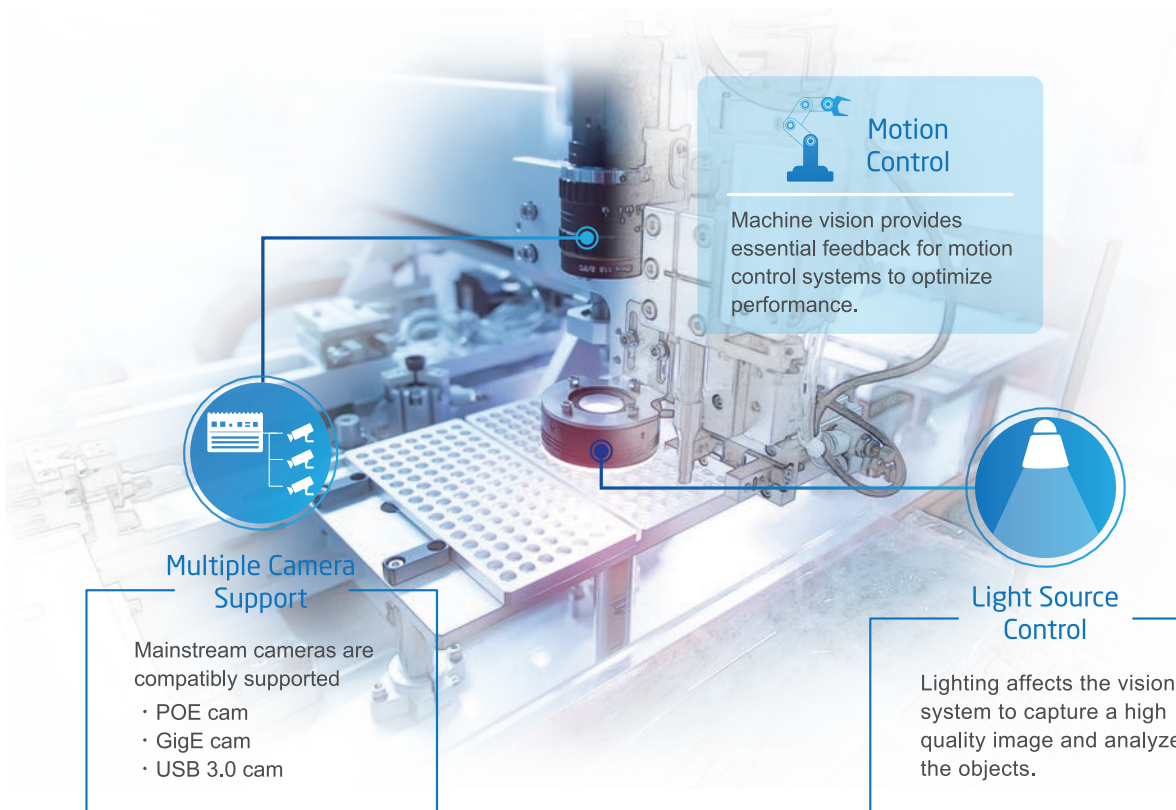 Motion
Control
Machine vision provides
essential feedback for motion
control systems to optimize
performance.
Multiple Camera
Support
Mainstream cameras are
compatibly supported
· POE cam
· GigE cam
· USB 3.0 cam
Light Source
Control
Lighting affects the vision
system to capture a high
quality image and analyze
the objects.